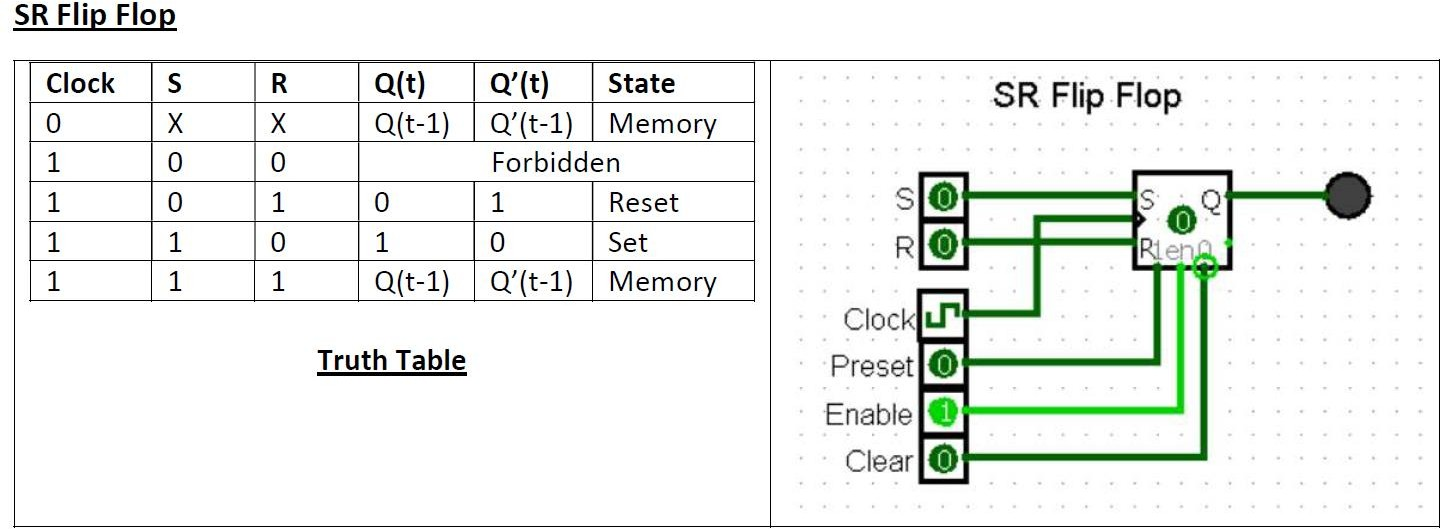 SR Flip Flop
Clock S R Q(t) Q’(t) State
0 X X Q(t-1) Q’(t-1) Memory
1 0 0 Forbidden
1 0 1 0 1 Reset
1 1 0 1 0 Set
1 1 1 Q(t-1) Q’(t-1) Memory
Truth Table
SR Flip Flop
S 0 S Q
0
R 0 R 1 en 0
Clock
Preset 0
Enable 1
Clear 0